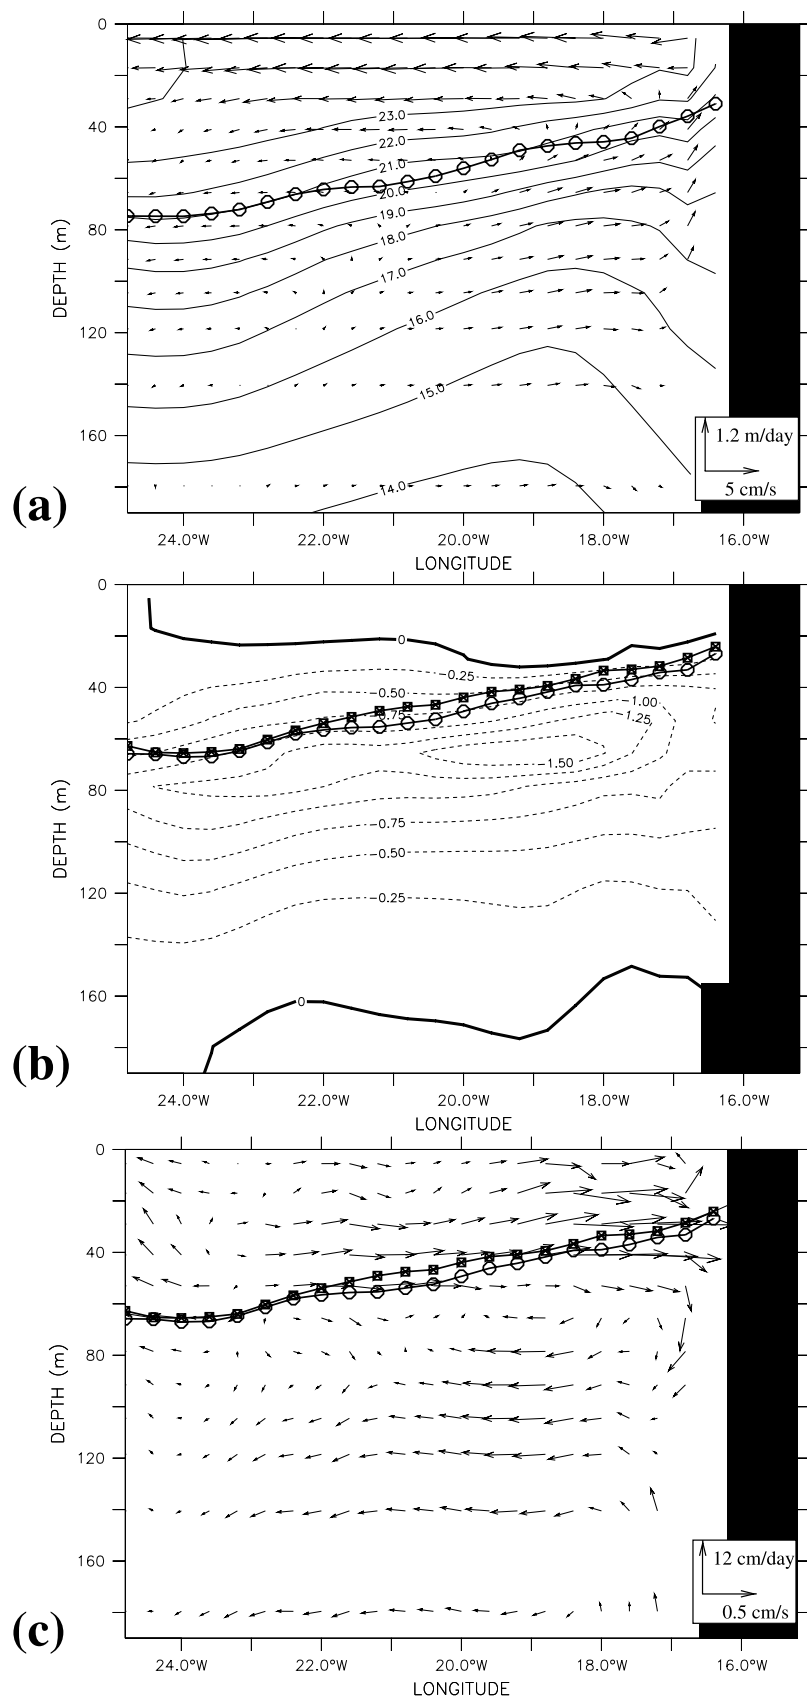 0
40
80
120
160
DEPTH (m)
23.0
22.0
21.0
20.0
19.0
18.0
17.0
16.0
15.0
14.0
1.2 m/day
5 cm/s
(a)
24.0°W 22.0°W 20.0°W 18.0°W 16.0°W
LONGITUDE
0
40
80
120
160
DEPTH (m)
0
-0.25
-0.50
-0.75
1.00
1.25
-1.50
-0.75
-0.50
-0.25
0
(b)
24.0°W 22.0°W 20.0°W 18.0°W 16.0°W
LONGITUDE
0
40
80
120
160
DEPTH (m)
12 cm/day
0.5 cm/s
(c)
24.0°W 22.0°W 20.0°W 18.0°W 16.0°W
LONGITUDE